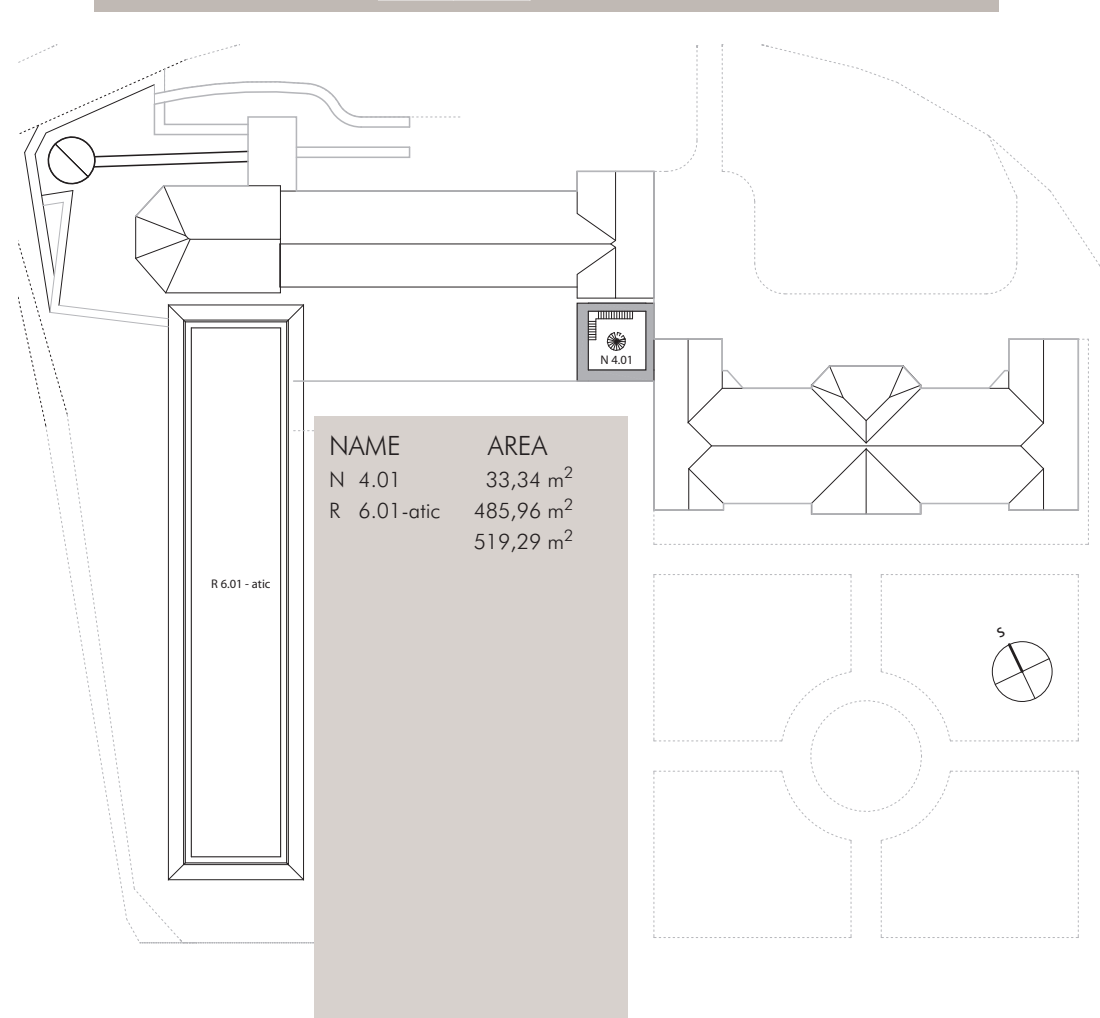 N 4.01
NAME AREA
N 4.01 33,34 m²
R 6.01-atic 485,96 m²
519,29 m²
R 6.01 - atic
S